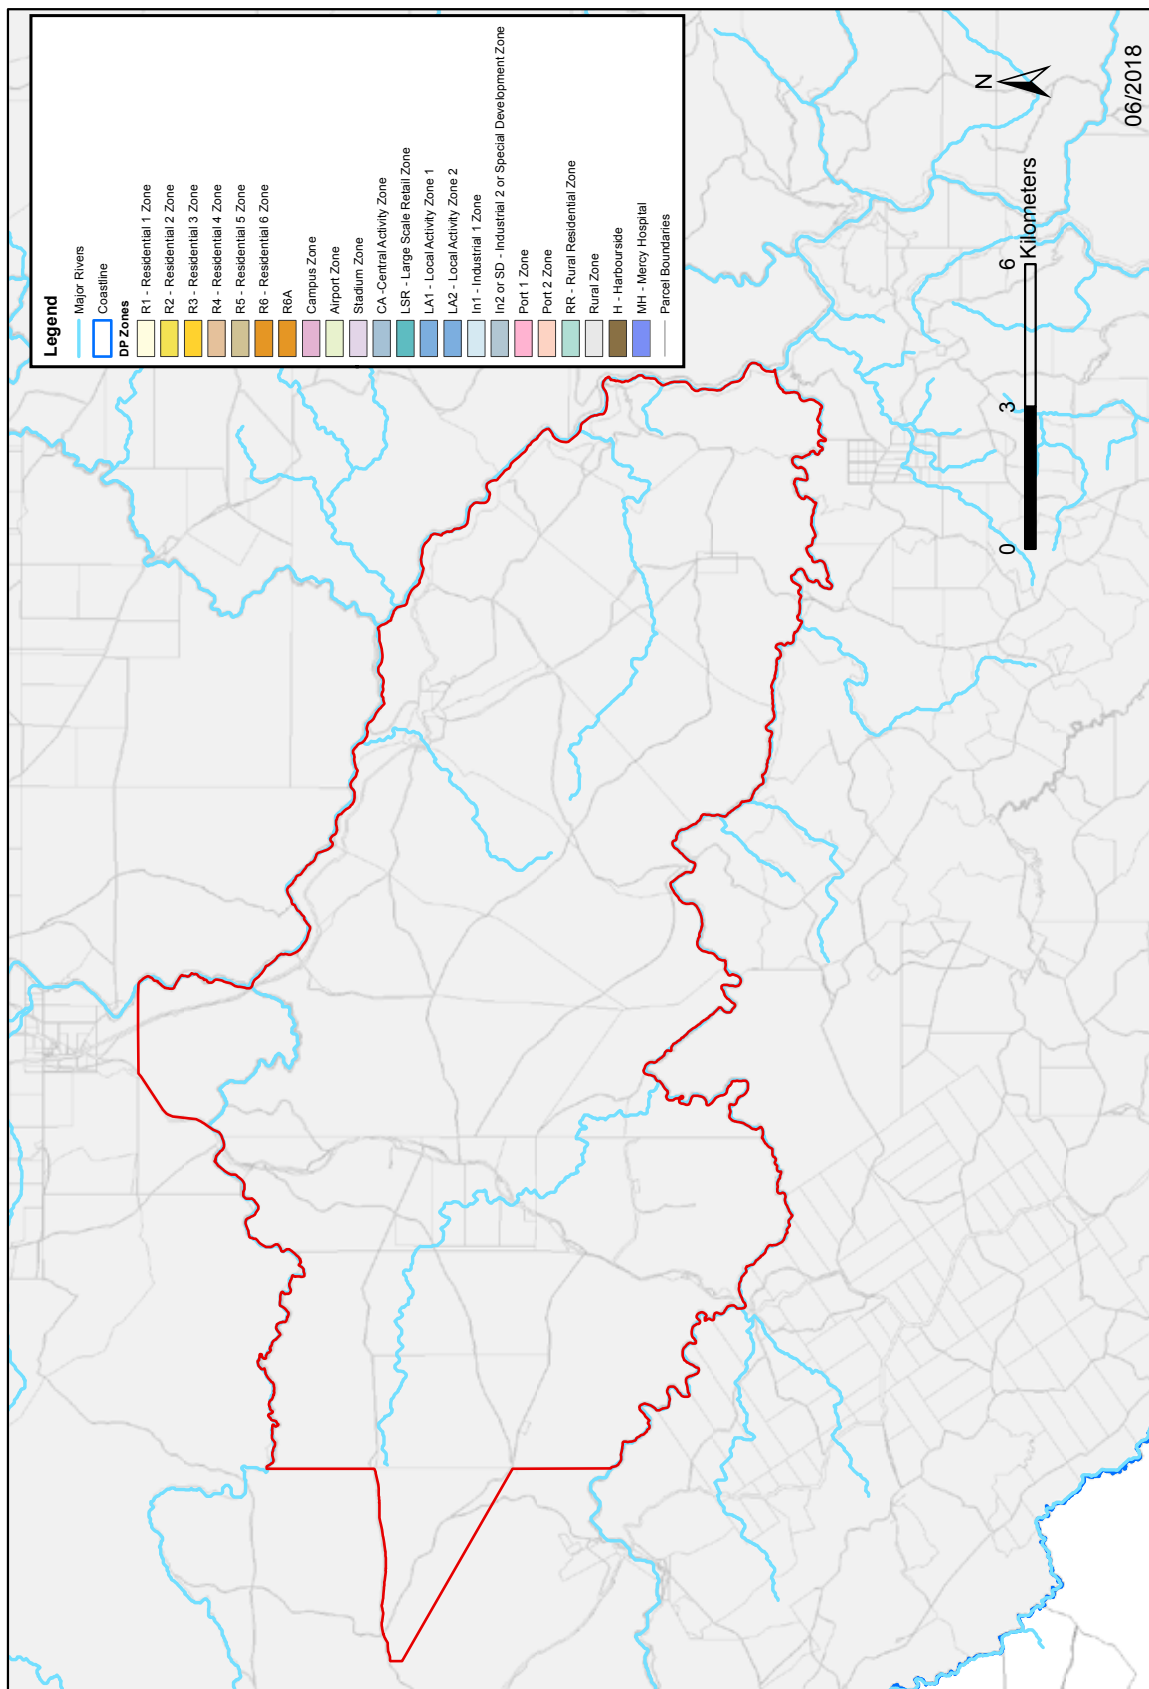 Legend
Major Rivers
Coastline
DP Zones
R1 - Residential 1 Zone
R2 - Residential 2 Zone
R3 - Residential 3 Zone
R4 - Residential 4 Zone
R5 - Residential 5 Zone
R6 - Residential 6 Zone
R6A
Campus Zone
Airport Zone
Stadium Zone
CA -Central Activity Zone
LSR - Large Scale Retail Zone
LA1 - Local Activity Zone 1
LA2 - Local Activity Zone 2
In1 - Industrial 1 Zone
In2 or SD - Industrial 2 or Special Development Zone
Port 1 Zone
Port 2 Zone
RR - Rural Residential Zone
Rural Zone
H - Harbourside
MH - Mercy Hospital
Parcel Boundaries
N
0 3 6
Kilometers
06/2018